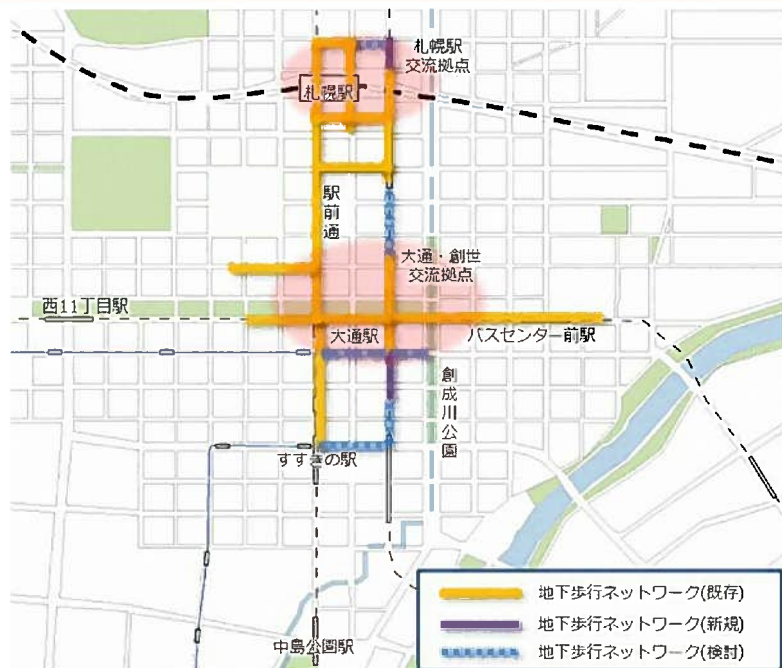 札幌駅
交流拠点
札幌駅
駅前通
大通・創世
交流拠点
西11丁目駅
大通駅
バスセンター前駅
創成川公園
すすきの駅
中島公園駅
地下歩行ネットワーク(既存)
地下歩行ネットワーク(新規)
地下歩行ネットワーク(検討)